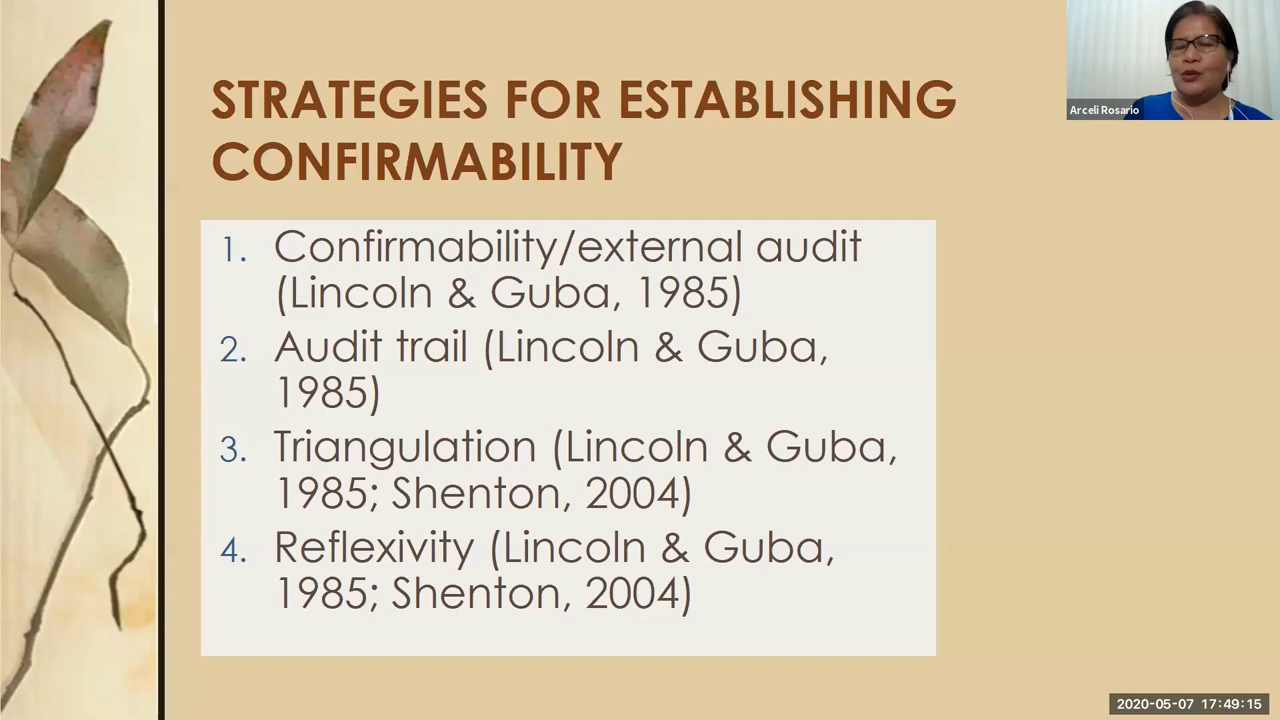 STRATEGIES FOR ESTABLISHING
CONFIRMABILITY
Arceli Rosario
1. Confirmability/external audit
(Lincoln & Guba, 1985)
2. Audit trail (Lincoln & Guba,
1985)
3. Triangulation (Lincoln & Guba,
1985; Shenton, 2004)
4. Reflexivity (Lincoln & Guba,
1985; Shenton, 2004)
2020-05-07 17:49:15